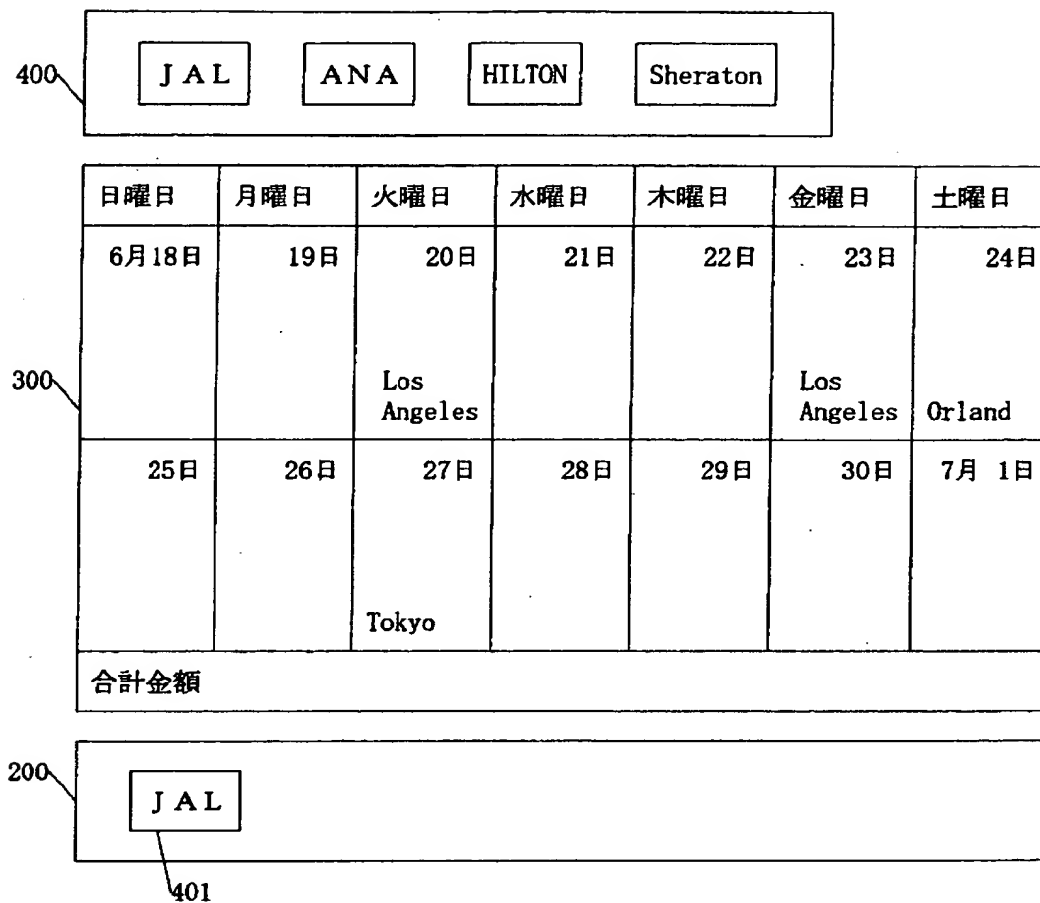 400
JAL ANA HILTON Sheraton
日曜日 月曜日 火曜日 水曜日 木曜日 金曜日 土曜日
6月18日 19日 20日 21日 22日 23日 24日
300
Los Angeles
Los Angeles
Orland
25日 26日 27日 28日 29日 30日 7月 1日
Tokyo
合計金額
200
JAL
401